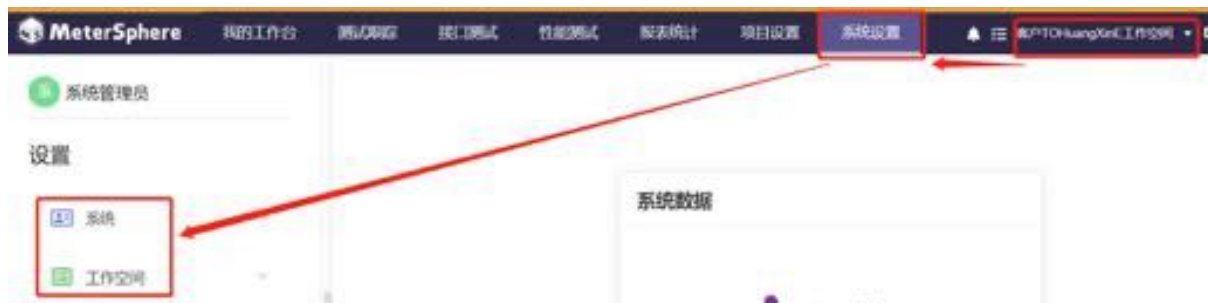 MeterSphere 我的工作台 测试跟踪 接口测试 性能测试 报表统计 项目设置 系统设置
系统管理员
设置
系统数据
系统
工作空间